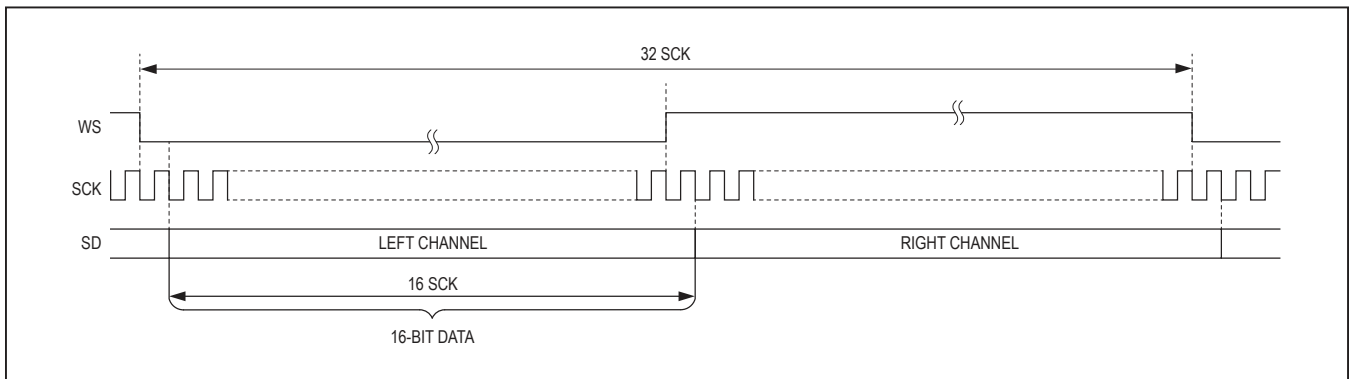 32 SCK
WS
SCK
SD
LEFT CHANNEL
RIGHT CHANNEL
16 SCK
16-BIT DATA